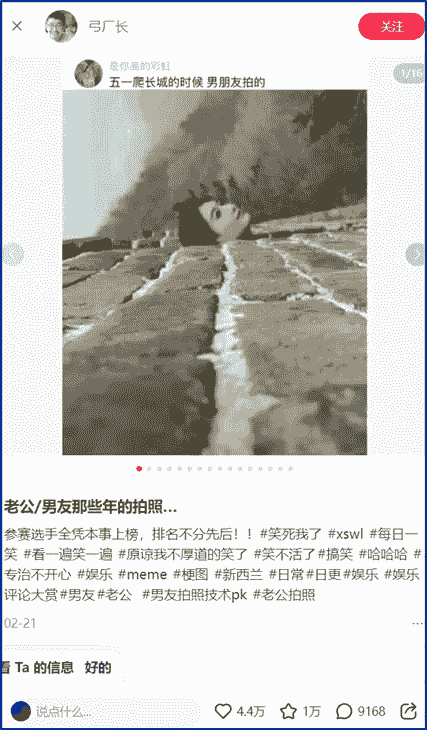 弓厂长
关注
是你高的彩虹
五一爬长城的时候 男朋友拍的
1/16
老公/男友那些年的拍照...
参赛选手全凭本事上榜，排名不分先后！！#笑死我了 #xswl #每日一
笑 #看一遍笑一遍 #原谅我不厚道的笑了 #笑不活了#搞笑 #哈哈哈 #
专治不开心 #娱乐 #meme #梗图 #新西兰 #日常#日更#娱乐 #娱乐
评论大赏#男友#老公 #男友拍照技术pk #老公拍照
02-21
看 Ta 的信息 好的
说点什么...
4.4万
1万
9168